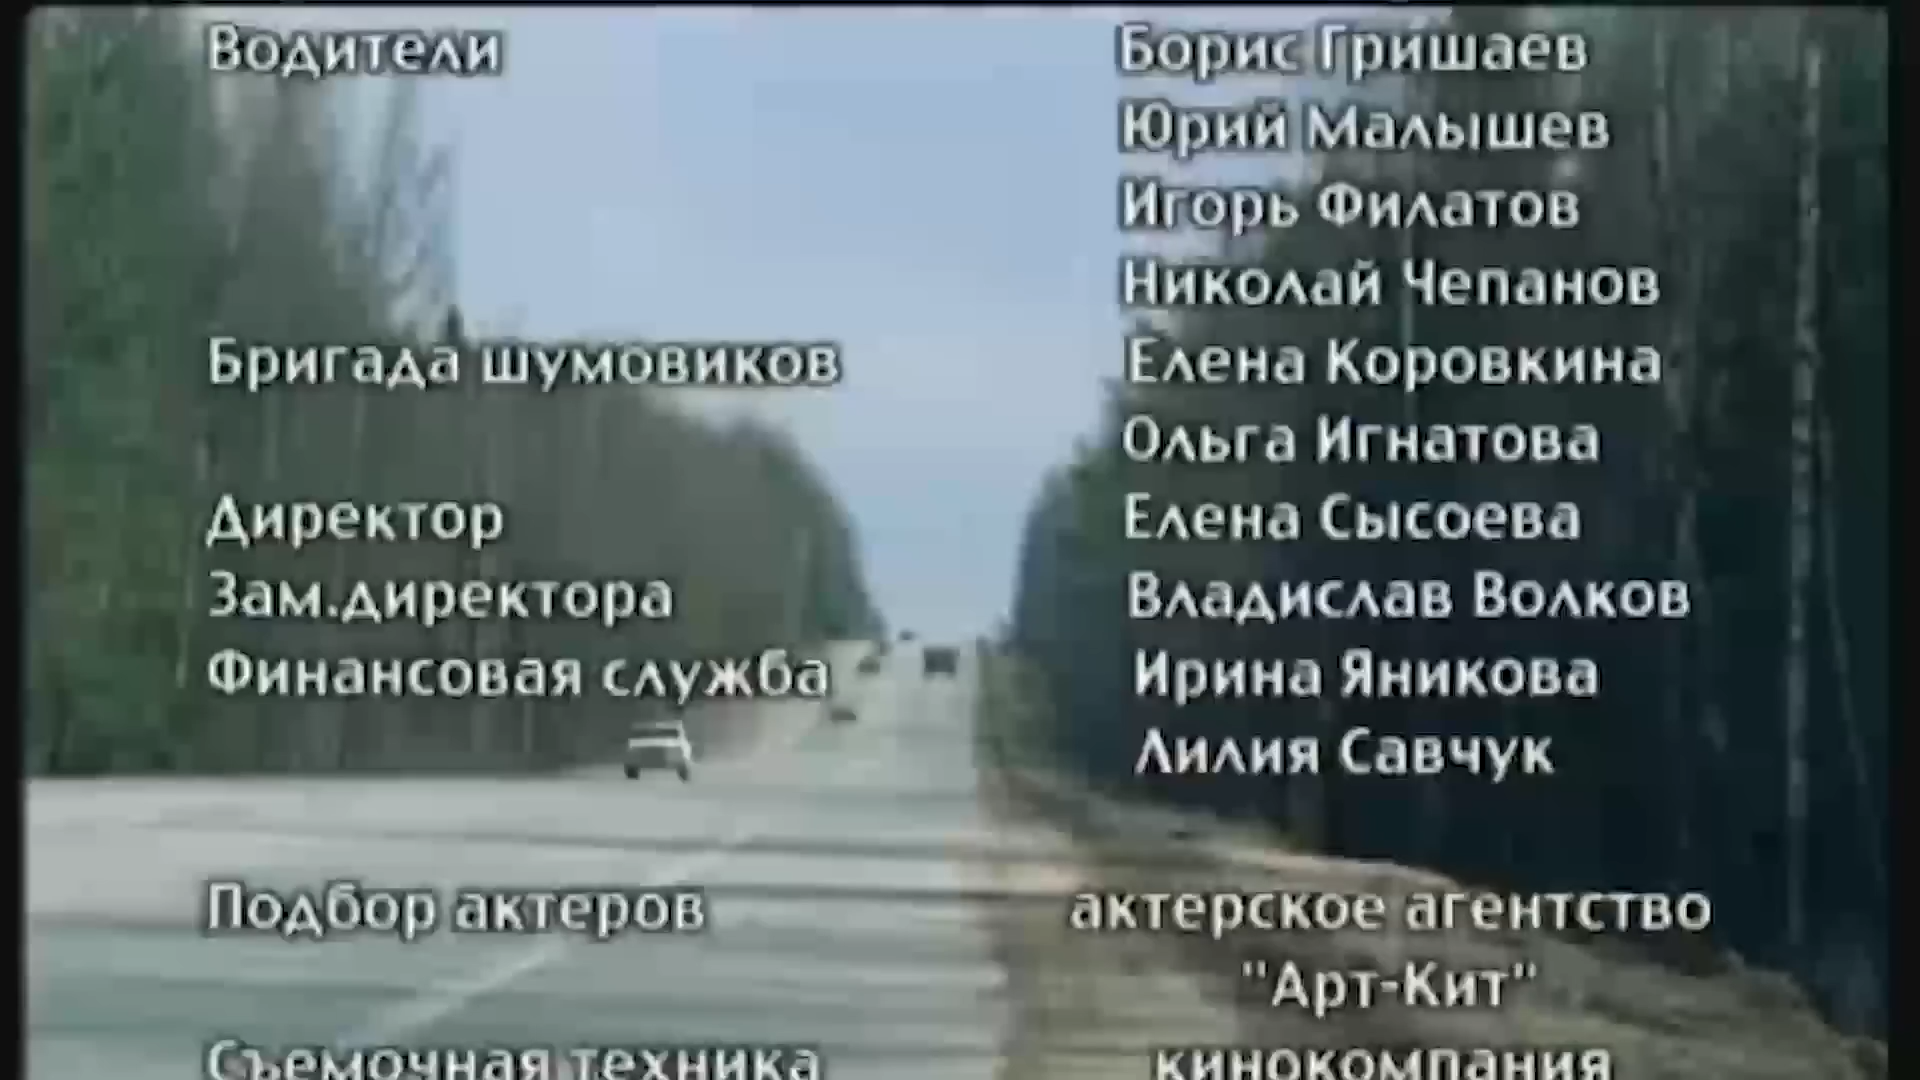 Водители Борис Гришаев
Юрий Малышев
Игорь Филатов
Николай Чепанов
Бригада шумовиков Елена Коровкина
Ольга Игнатова
Директор Елена Сысоева
Зам.директора Владислав Волков
Финансовая служба Ирина Яникова
Лилия Савчук
Подбор актеров актерское агентство
"Арт-Кит"
Съемочная техника кинокомпания